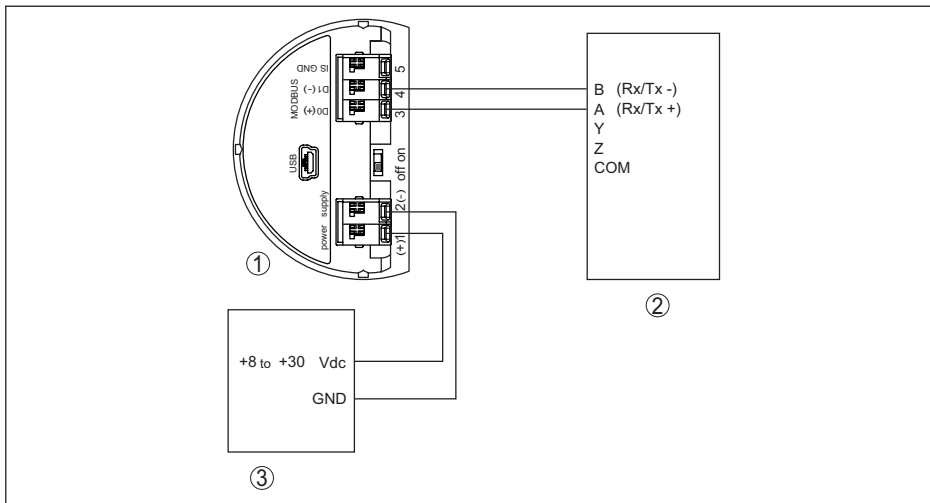 IS GND
5
MODBUS
D1 (-)
4
D0(+)
3
USB
off on
power supply
2(-)
(+)1
①
B (Rx/Tx -)
A (Rx/Tx +)
Y
Z
COM
②
+8 to +30 Vdc
GND
③